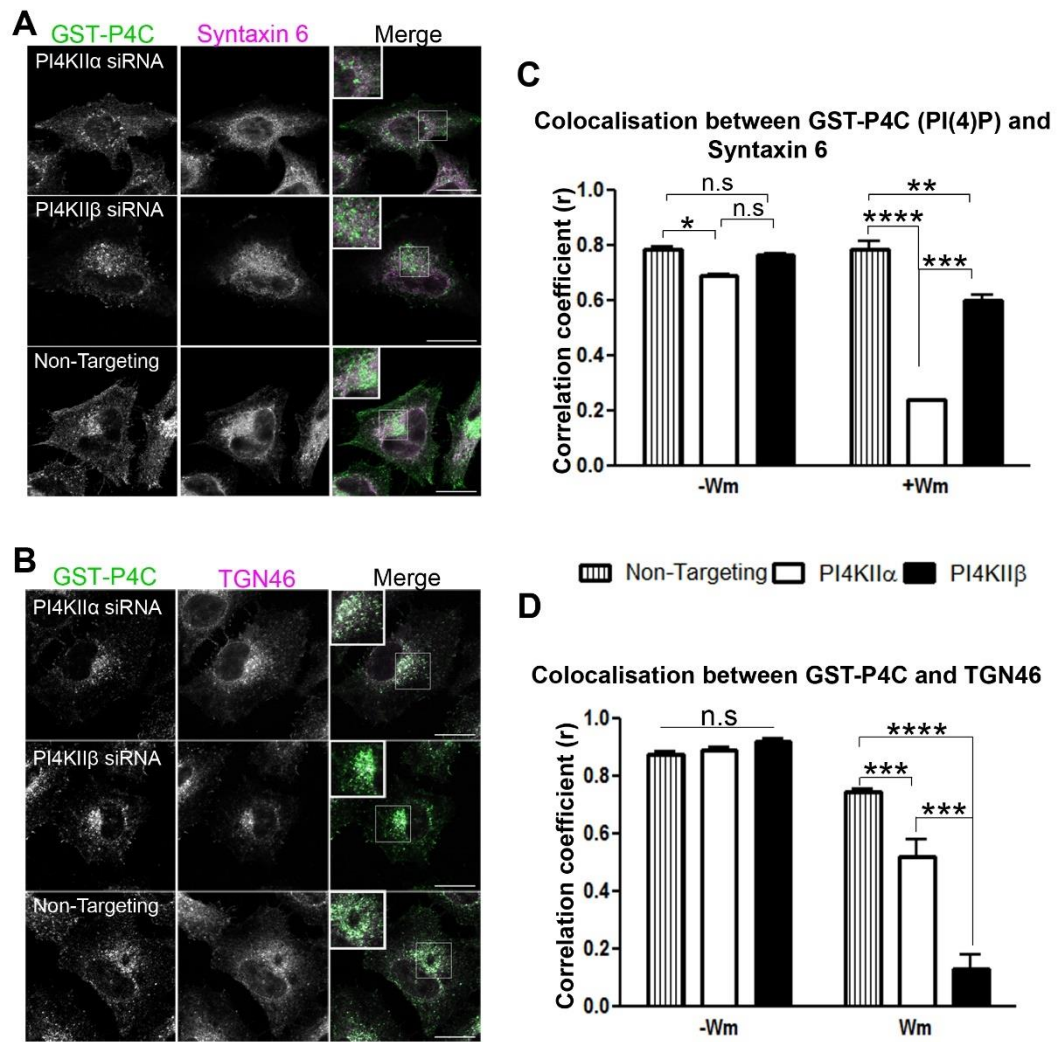 A
GST-P4C Syntaxin 6 Merge
PI4KIIα siRNA
PI4KIIβ siRNA
Non-Targeting
B
GST-P4C TGN46 Merge
PI4KIIα siRNA
PI4KIIβ siRNA
Non-Targeting
C
Colocalisation between GST-P4C (PI(4)P) and
Syntaxin 6
Correlation coefficient (r)
1.0
0.8
0.6
0.4
0.2
0.0
n.s
* n.s
**
****
***
-Wm +Wm
Non-Targeting PI4KIIα PI4KIIβ
D
Colocalisation between GST-P4C and TGN46
Correlation coefficient (r)
1.0
0.8
0.6
0.4
0.2
0.0
n.s
****
***
***
-Wm Wm